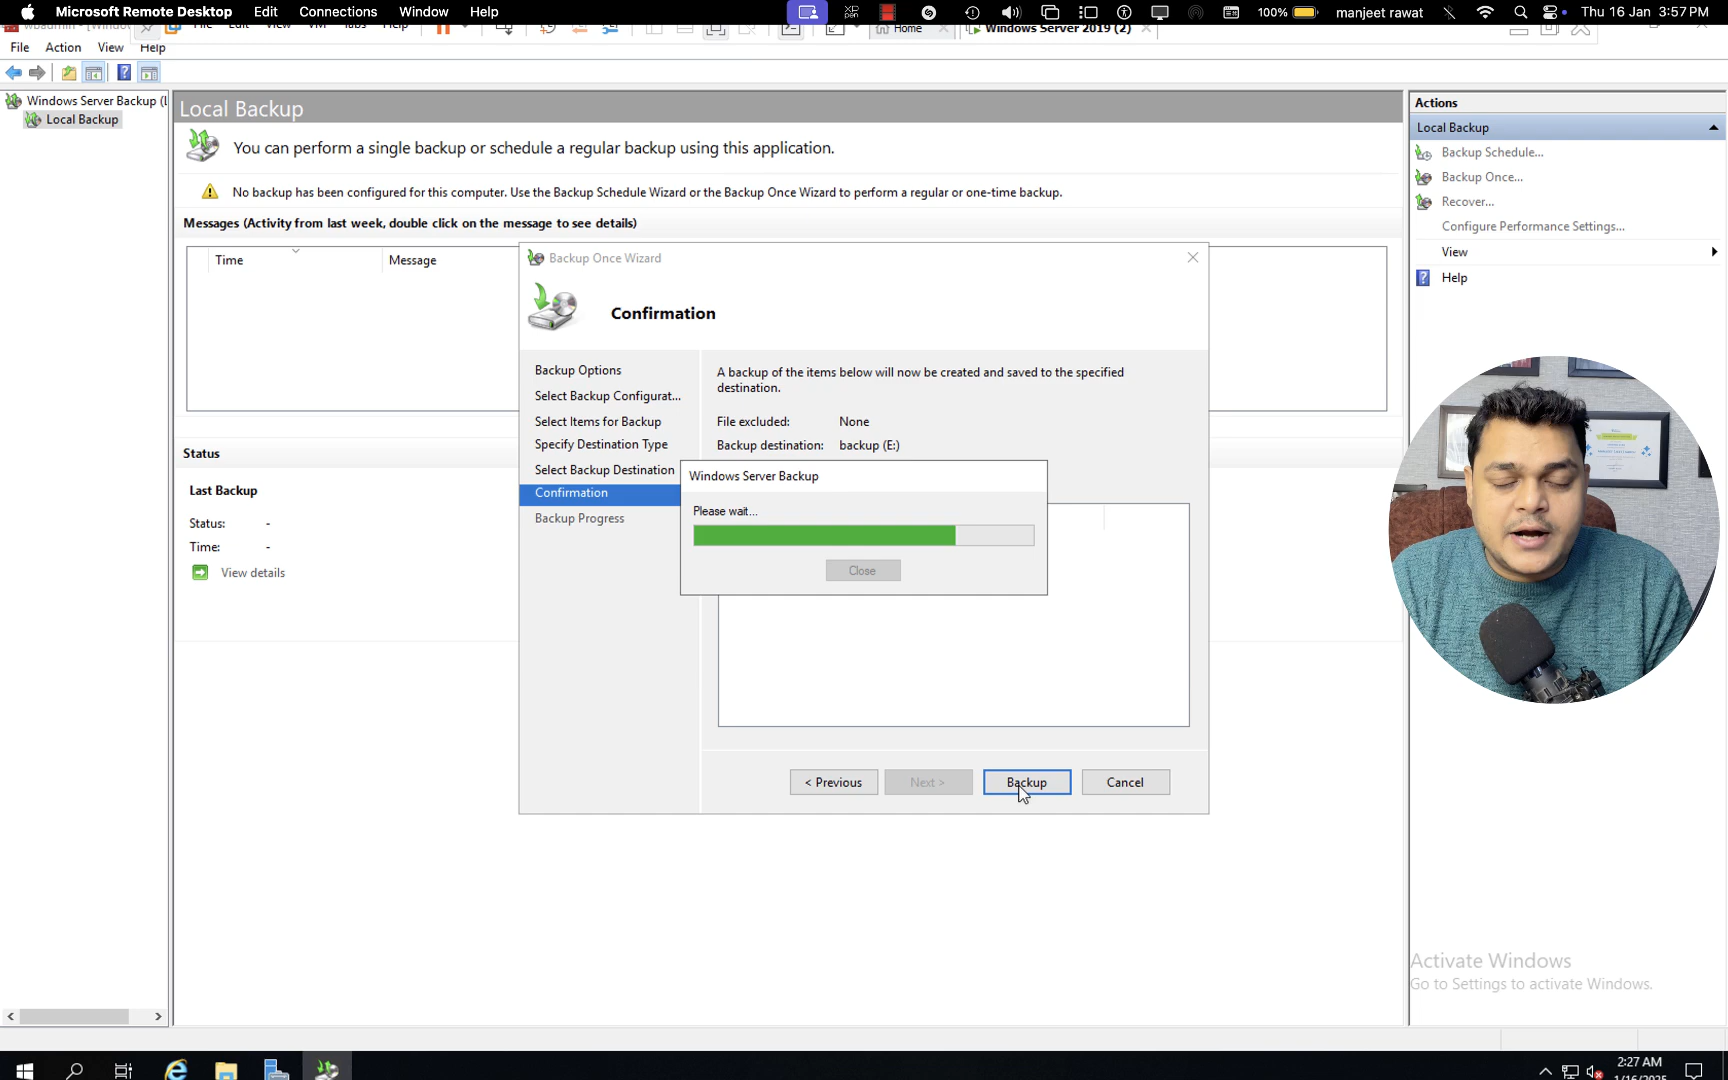 Microsoft Remote Desktop Edit Connections Window Help
100% manjeet rawat Thu 16 Jan 3:57 PM
Home Windows Server 2019 (2)
File Action View Help
Windows Server Backup (L
Local Backup
Local Backup
You can perform a single backup or schedule a regular backup using this application.
No backup has been configured for this computer. Use the Backup Schedule Wizard or the Backup Once Wizard to perform a regular or one-time backup.
Messages (Activity from last week, double click on the message to see details)
Time Message
Status
Last Backup
Status: -
Time: -
View details
Backup Once Wizard
Confirmation
Backup Options
Select Backup Configurat...
Select Items for Backup
Specify Destination Type
Select Backup Destination
Confirmation
Backup Progress
A backup of the items below will now be created and saved to the specified
destination.
File excluded: None
Backup destination: backup (E:)
Windows Server Backup
Please wait...
Close
< Previous Next > Backup Cancel
Actions
Local Backup
Backup Schedule...
Backup Once...
Recover...
Configure Performance Settings...
View
Help
Activate Windows
Go to Settings to activate Windows.
2:27 AM